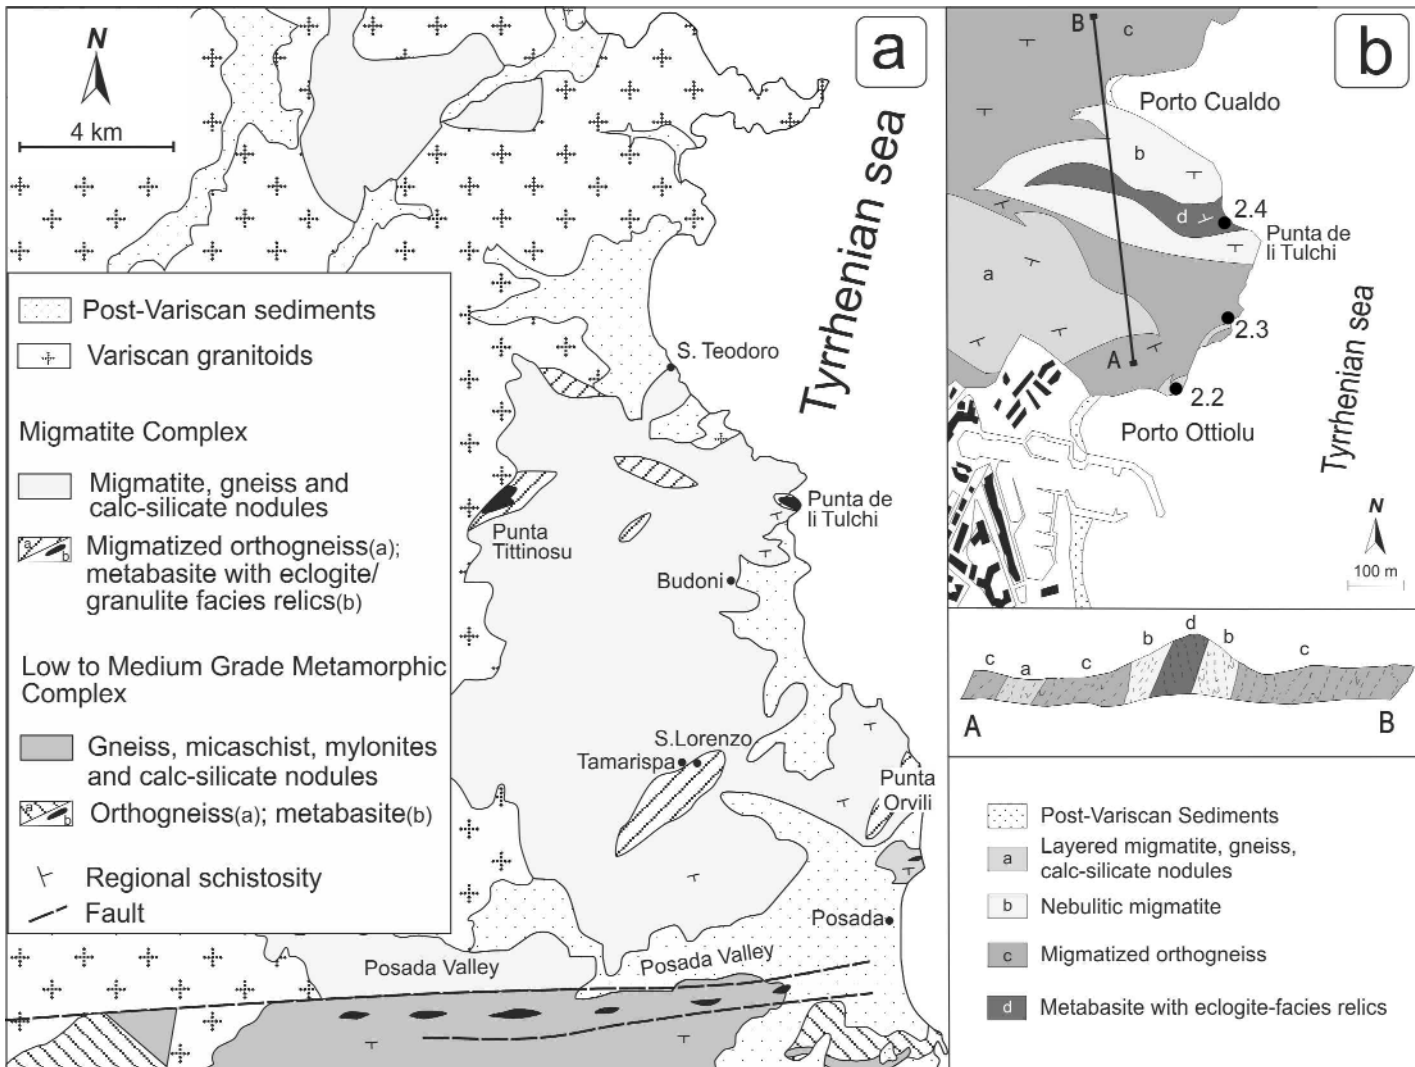 N
4 km
a
Tyrrhenian sea
S. Teodoro
Punta
Tittinosu
Punta de
li Tulchi
Budoni
S.Lorenzo
Tamarispa
Punta
Orvili
Posada
Posada Valley
Posada Valley
Post-Variscan sediments
Variscan granitoids
Migmatite Complex
Migmatite, gneiss and
calc-silicate nodules
a
b
Migmatized orthogneiss(a);
metabasite with eclogite/
granulite facies relics(b)
Low to Medium Grade Metamorphic
Complex
Gneiss, micaschist, mylonites
and calc-silicate nodules
a
b
Orthogneiss(a); metabasite(b)
Regional schistosity
Fault
b
B
c
Porto Cualdo
b
d
2.4
Punta de
li Tulchi
a
2.3
A
2.2
Porto Ottiolu
Tyrrhenian sea
N
100 m
d
b
b
c
c
c
a
A
B
Post-Variscan Sediments
a
Layered migmatite, gneiss,
calc-silicate nodules
b
Nebulitic migmatite
c
Migmatized orthogneiss
d
Metabasite with eclogite-facies relics